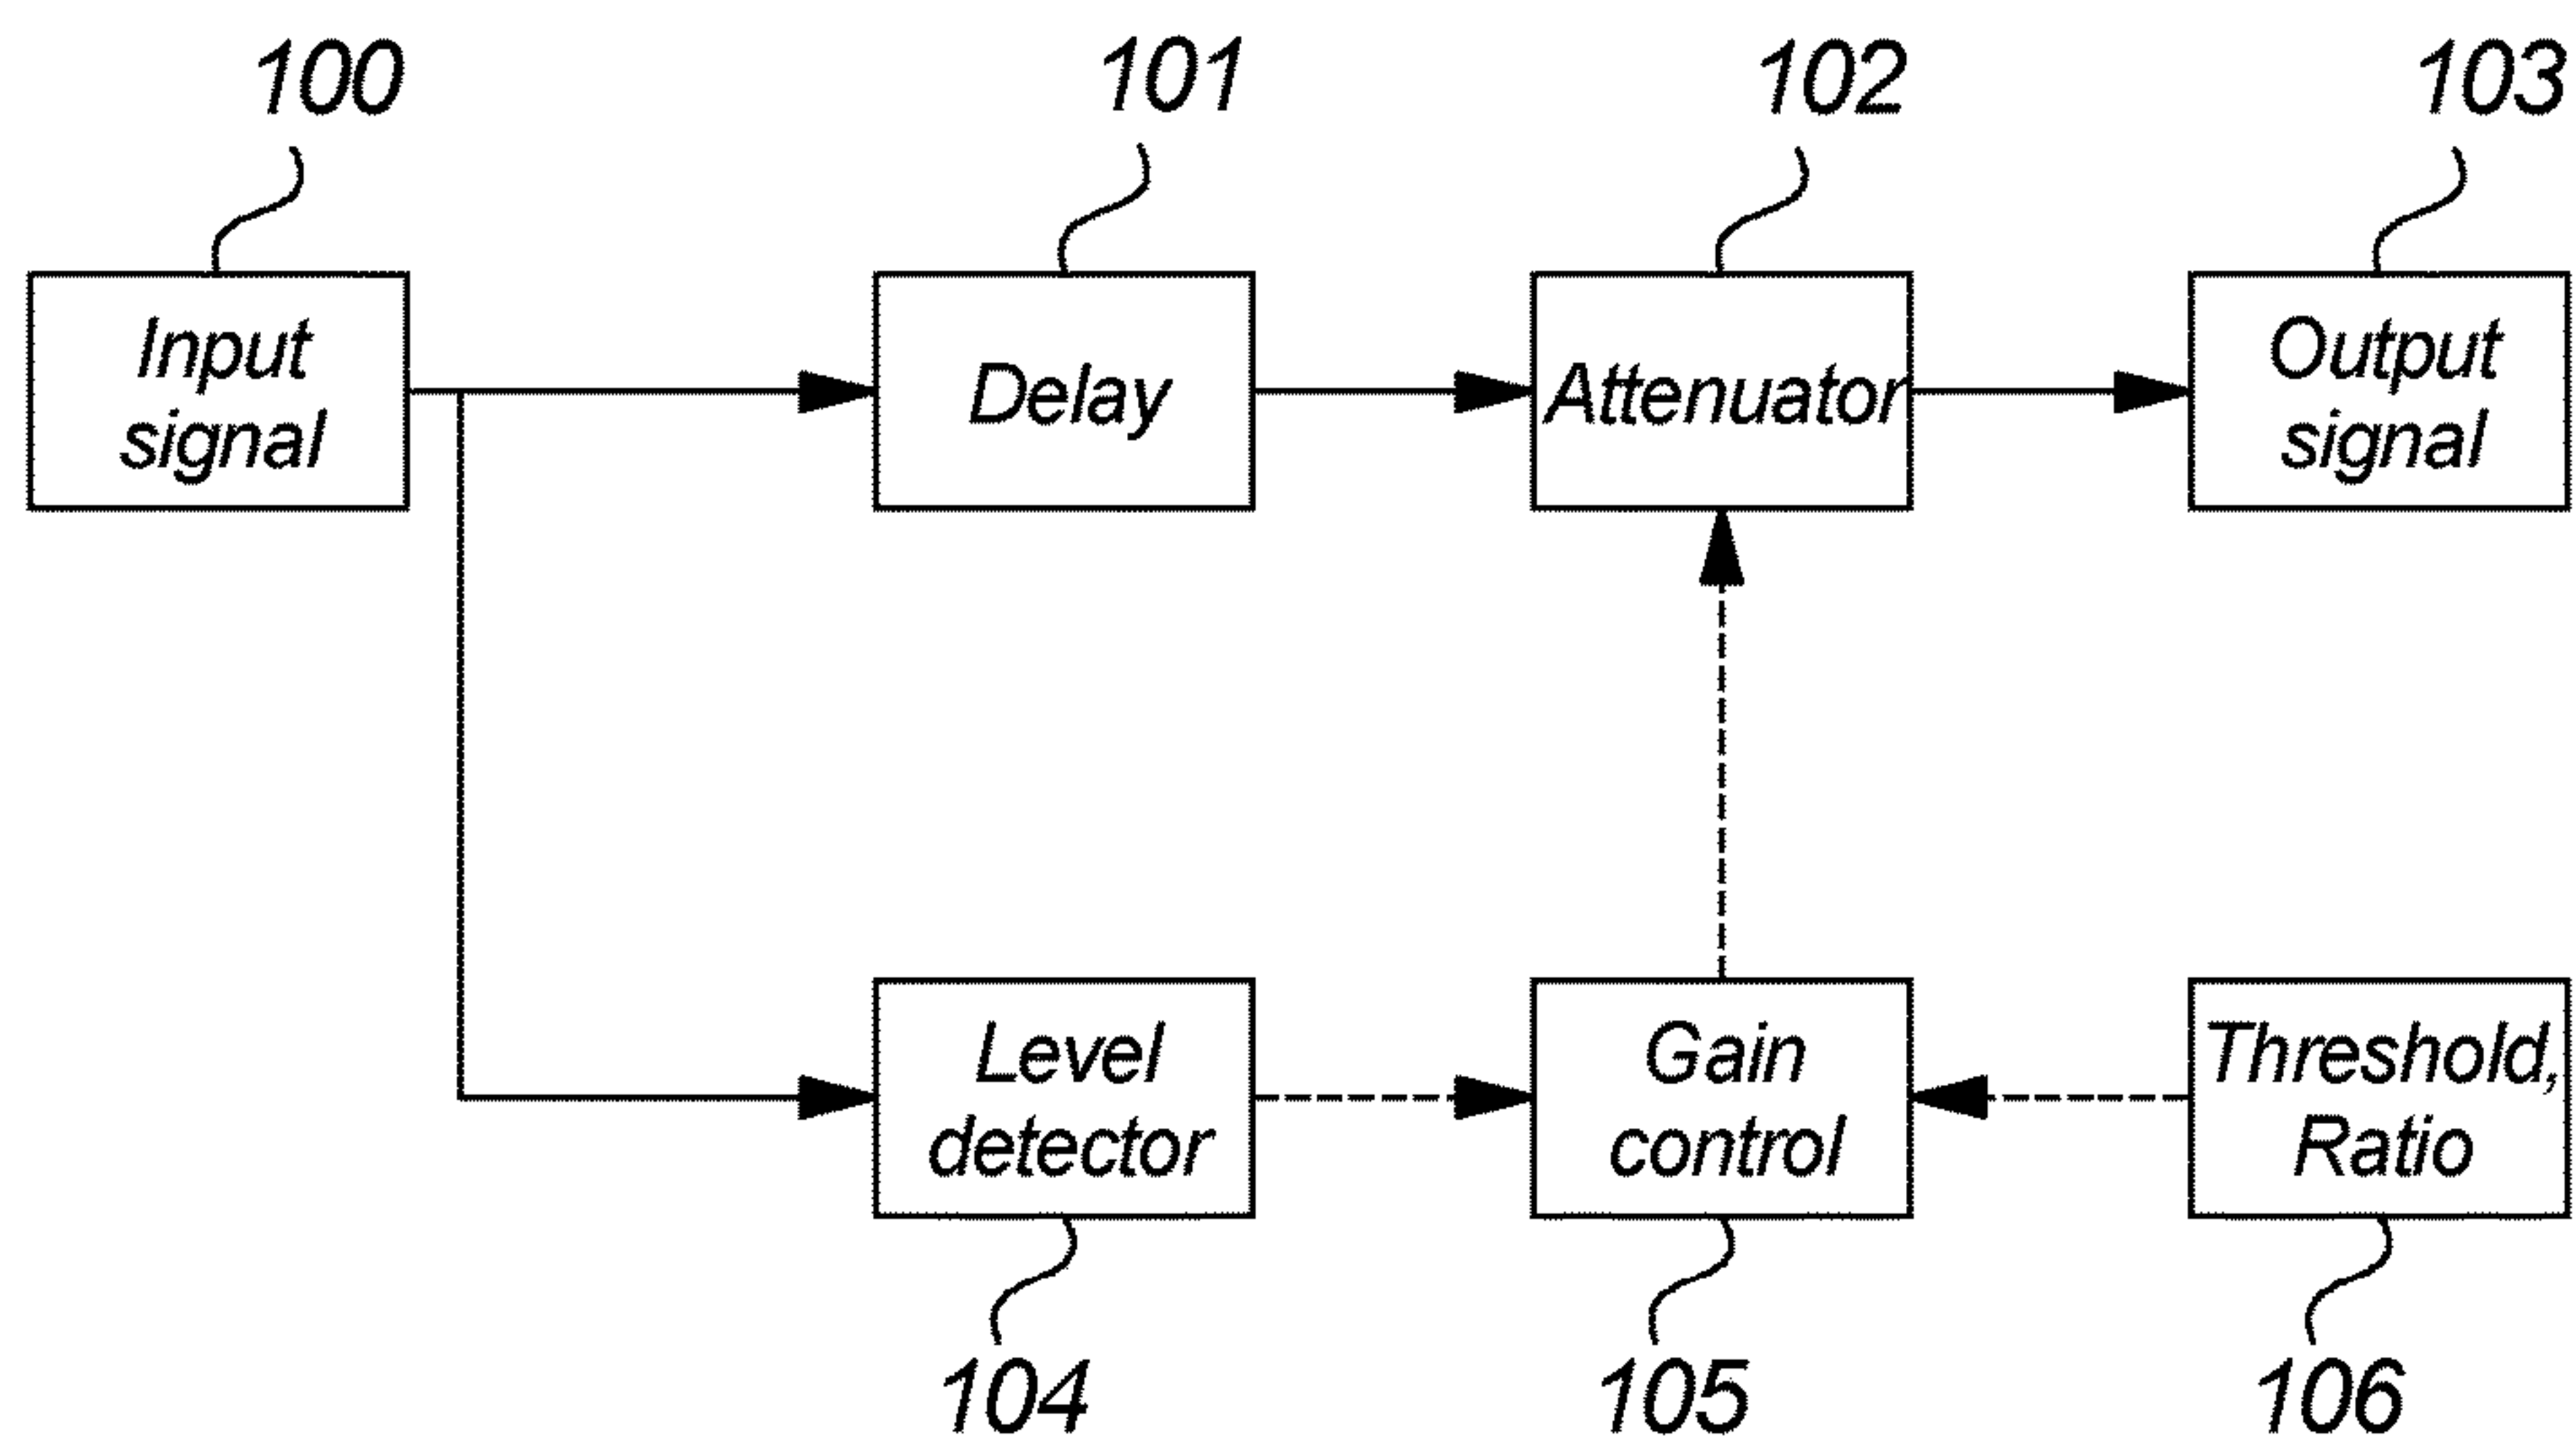 100
101
102
103
Input
signal
Delay
Attenuator
Output
signal
Level
detector
Gain
control
Threshold,
Ratio
104
105
106